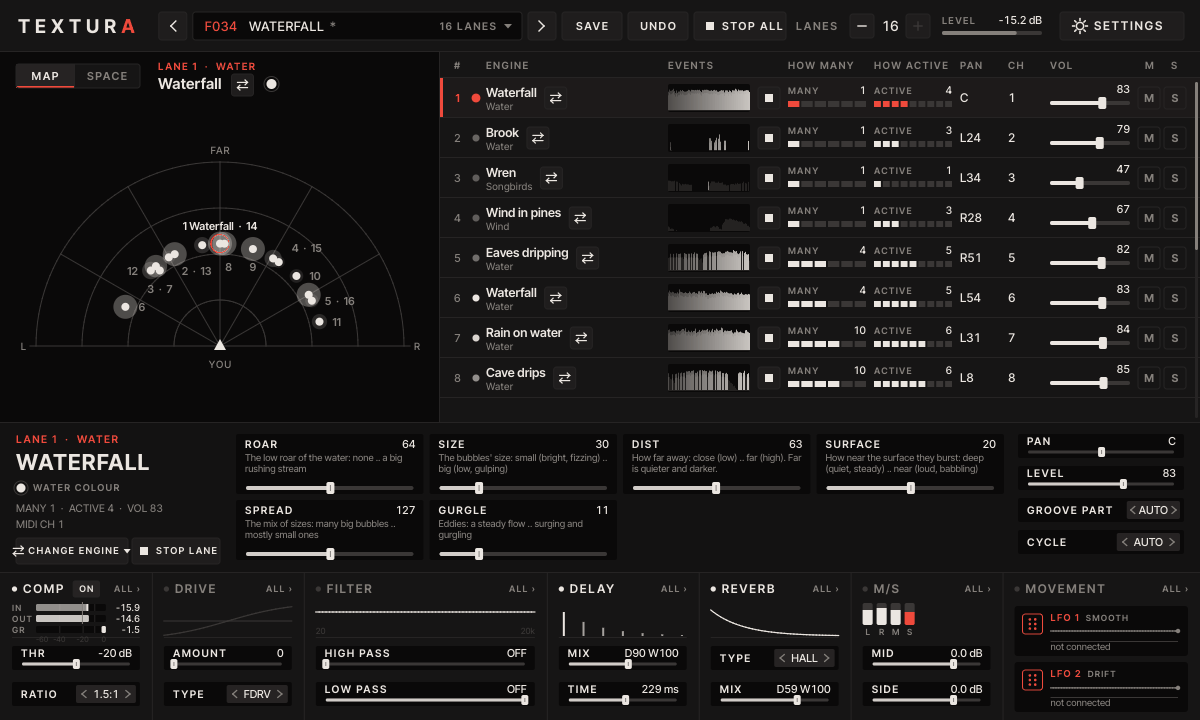 TEXTURA
F034 WATERFALL *
16 LANES
SAVE
UNDO
STOP ALL
LANES
16
LEVEL -15.2 dB
SETTINGS
MAP SPACE
LANE 1 · WATER
Waterfall
FAR
1 Waterfall · 14
4 · 15
12
2 · 13
8
9
10
3 · 7
6
5 · 16
11
L
R
YOU
# ENGINE EVENTS HOW MANY HOW ACTIVE PAN CH VOL M S
1 Waterfall Water MANY 1 ACTIVE 4 C 1 83 M S
2 Brook Water MANY 1 ACTIVE 3 L24 2 79 M S
3 Wren Songbirds MANY 1 ACTIVE 1 L34 3 47 M S
4 Wind in pines Wind MANY 1 ACTIVE 3 R28 4 67 M S
5 Eaves dripping Water MANY 4 ACTIVE 5 R51 5 82 M S
6 Waterfall Water MANY 4 ACTIVE 5 L54 6 83 M S
7 Rain on water Water MANY 10 ACTIVE 6 L31 7 84 M S
8 Cave drips Water MANY 10 ACTIVE 6 L8 8 85 M S
LANE 1 · WATER
WATERFALL
WATER COLOUR
MANY 1 · ACTIVE 4 · VOL 83
MIDI CH 1
CHANGE ENGINE
STOP LANE
ROAR 64
The low roar of the water: none .. a big
rushing stream
SIZE 30
The bubbles' size: small (bright, fizzing) ..
big (low, gulping)
DIST 63
How far away: close (low) .. far (high). Far
is quieter and darker.
SURFACE 20
How near the surface they burst: deep
(quiet, steady) .. near (loud, babbling)
SPREAD 127
The mix of sizes: many big bubbles ..
mostly small ones
GURGLE 11
Eddies: a steady flow .. surging and
gurgling
PAN C
LEVEL 83
GROOVE PART < AUTO >
CYCLE < AUTO >
COMP ON ALL ›
IN -15.9
OUT -14.6
GR -1.5
-60 -40 -20 0
THR -20 dB
RATIO < 1.5:1 >
DRIVE ALL ›
AMOUNT 0
TYPE < FDRV >
FILTER ALL ›
20 20k
HIGH PASS OFF
LOW PASS OFF
DELAY ALL ›
MIX D90 W100
TIME 229 ms
REVERB ALL ›
TYPE < HALL >
MIX D59 W100
M/S ALL ›
L R M S
MID 0.0 dB
SIDE 0.0 dB
MOVEMENT ALL ›
LFO 1 SMOOTH
not connected
LFO 2 DRIFT
not connected